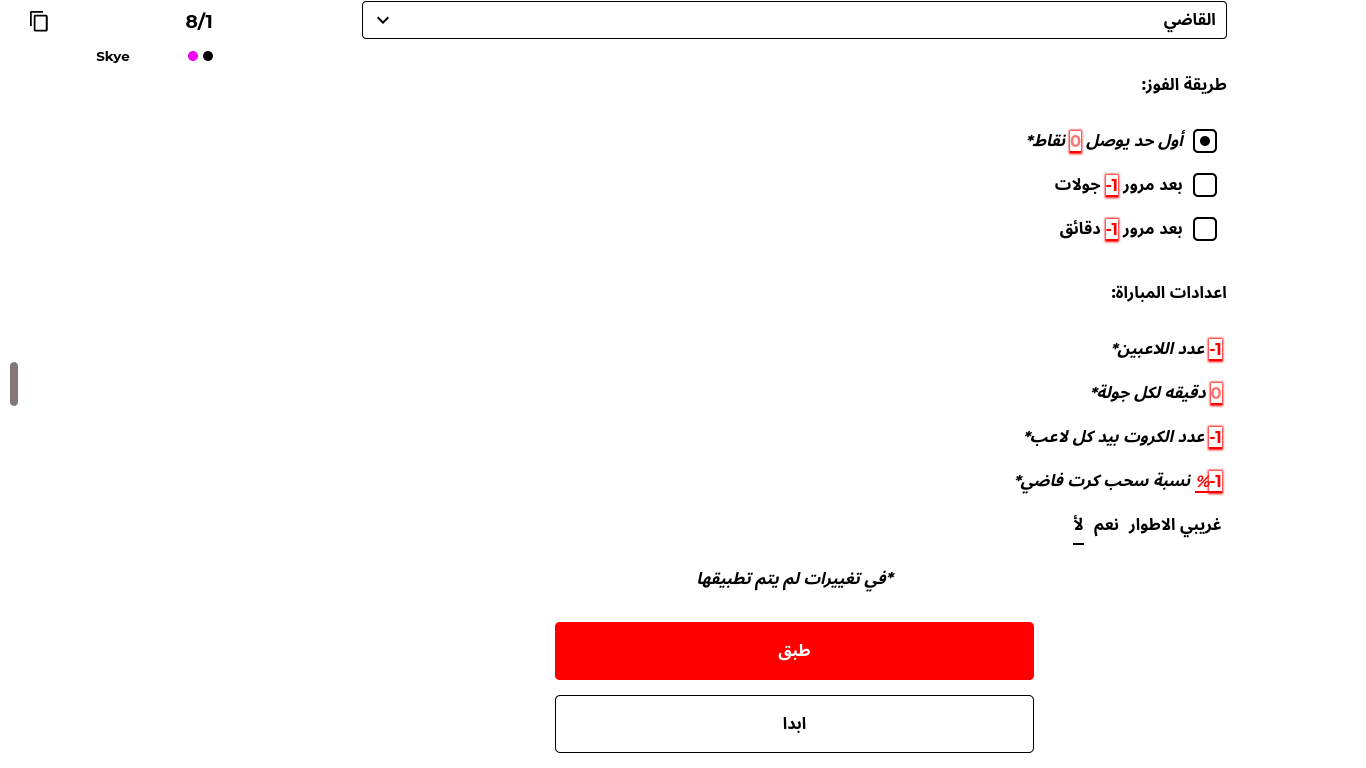 القاضي
8/1
Skye
طريقة الفوز:
أول حد يوصل 0 نقاط*
بعد مرور 1- جولات
بعد مرور 1- دقائق
اعدادات المباراة:
1- عدد اللاعبين*
0 دقيقه لكل جولة*
1- عدد الكروت بيد كل لاعب*
1-% نسبة سحب كرت فاضي*
غريبي الاطوار نعم لأ
*في تغييرات لم يتم تطبيقها
طبق
ابدا